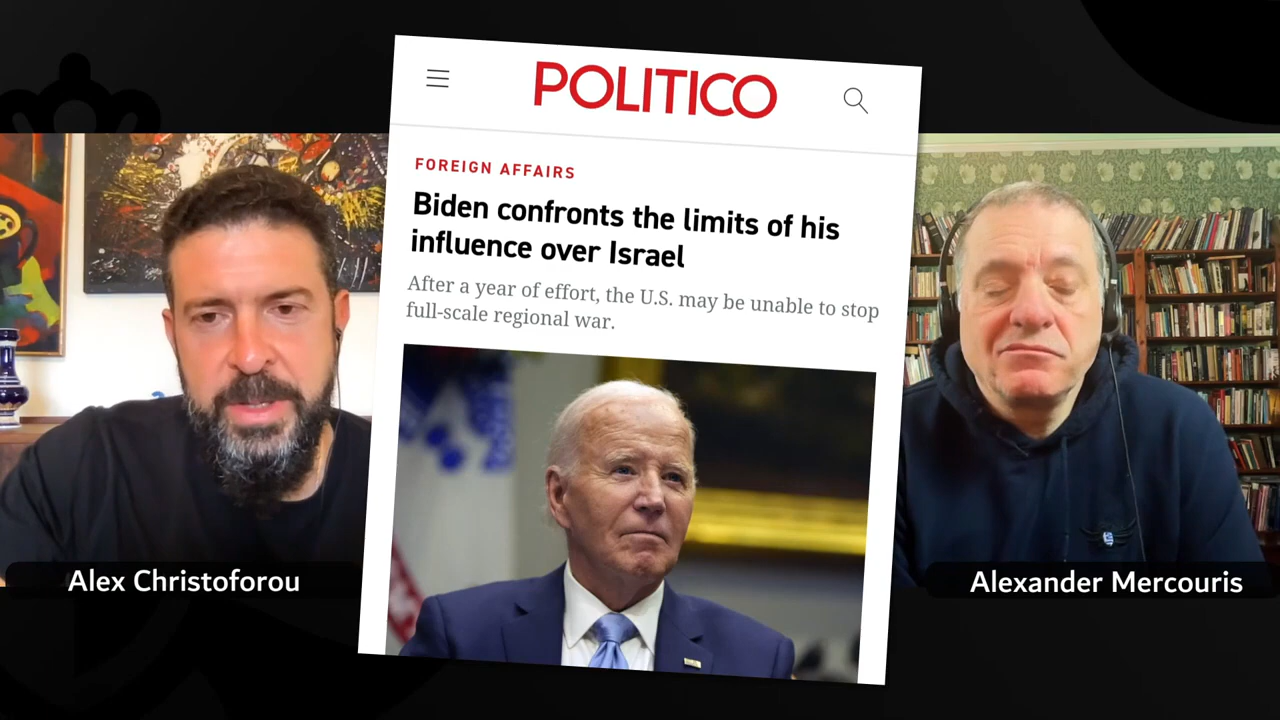 POLITICO
FOREIGN AFFAIRS
Biden confronts the limits of his
influence over Israel
After a year of effort, the U.S. may be unable to stop
full-scale regional war.
Alex Christoforou
Alexander Mercouris